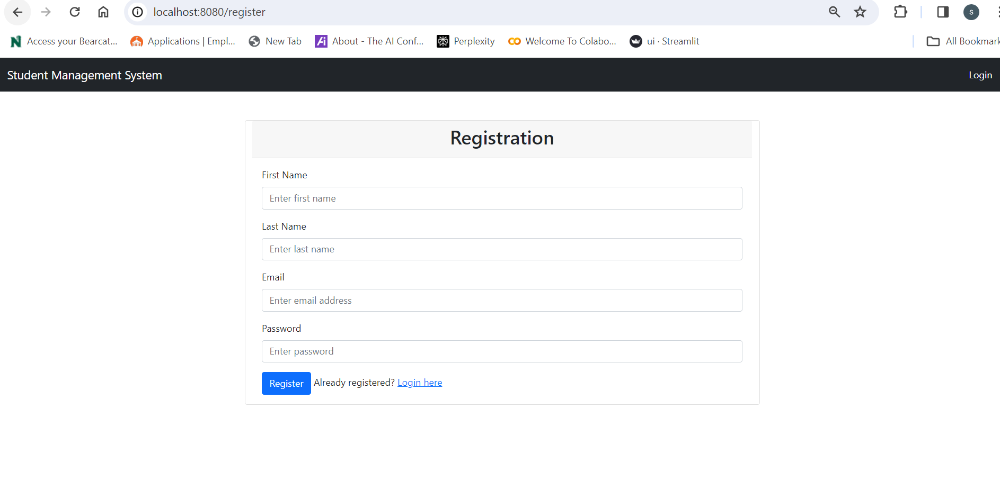 localhost:8080/register
S
Access your Bearcat... Applications | Empl... New Tab About - The AI Conf... Perplexity Welcome To Colabo... ui · Streamlit All Bookmark
Student Management System Login
Registration
First Name
Enter first name
Last Name
Enter last name
Email
Enter email address
Password
Enter password
Register Already registered? Login here